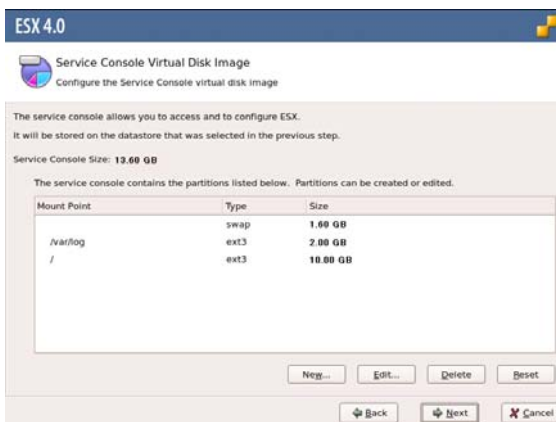 ESX 4.0
Service Console Virtual Disk Image
Configure the Service Console virtual disk image
The service console allows you to access and to configure ESX.
It will be stored on the datastore that was selected in the previous step.
Service Console Size: 13.60 GB
The service console contains the partitions listed below. Partitions can be created or edited.
Mount Point Type Size
swap 1.60 GB
/var/log ext3 2.00 GB
/ ext3 10.00 GB
New... Edit... Delete Reset
Back Next Cancel